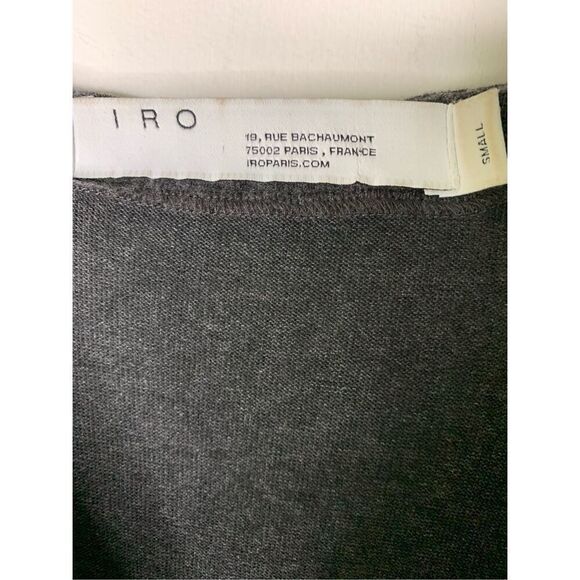 IRO
19, RUE BACHAUMONT
75002 PARIS, FRANCE
IROPARIS.COM
SMALL